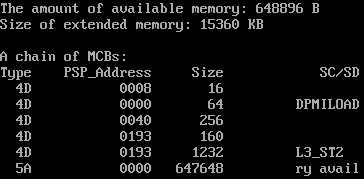 The amount of available memory: 648896 B
Size of extended memory: 15360 KB
A chain of MCBs:
Type PSP_Address Size SC/SD
4D 0008 16
4D 0000 64 DPMILOAD
4D 0040 256
4D 0193 160
4D 0193 1232 L3_ST2
5A 0000 647648 ry avail